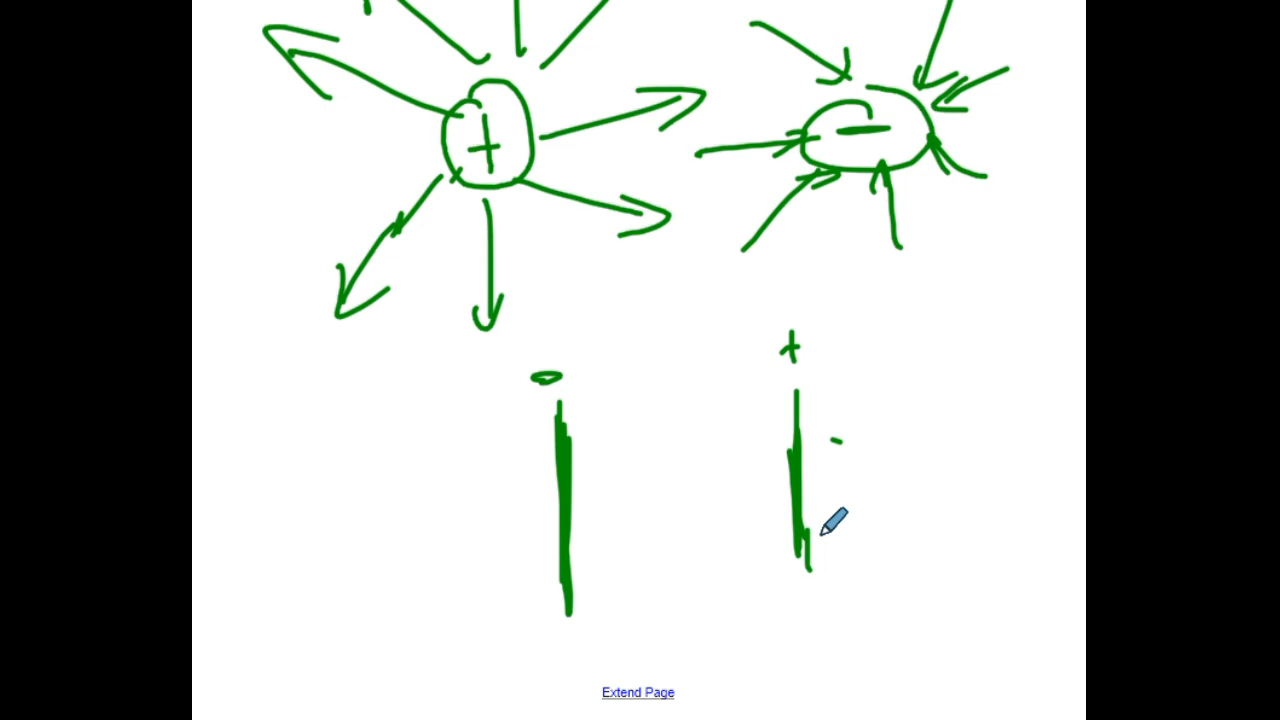 + −
− +
Extend Page